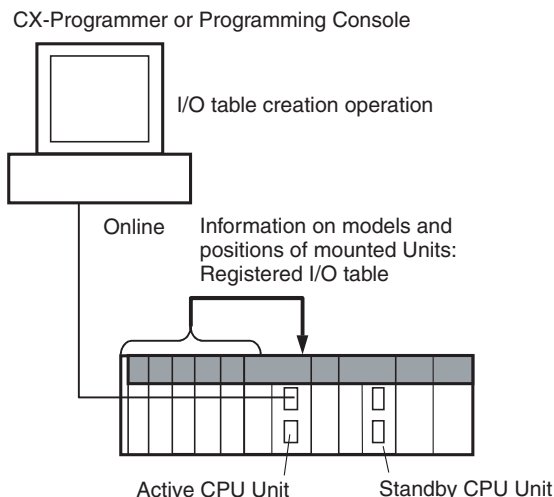 CX-Programmer or Programming Console
I/O table creation operation
Online
Information on models and
positions of mounted Units:
Registered I/O table
Active CPU Unit
Standby CPU Unit